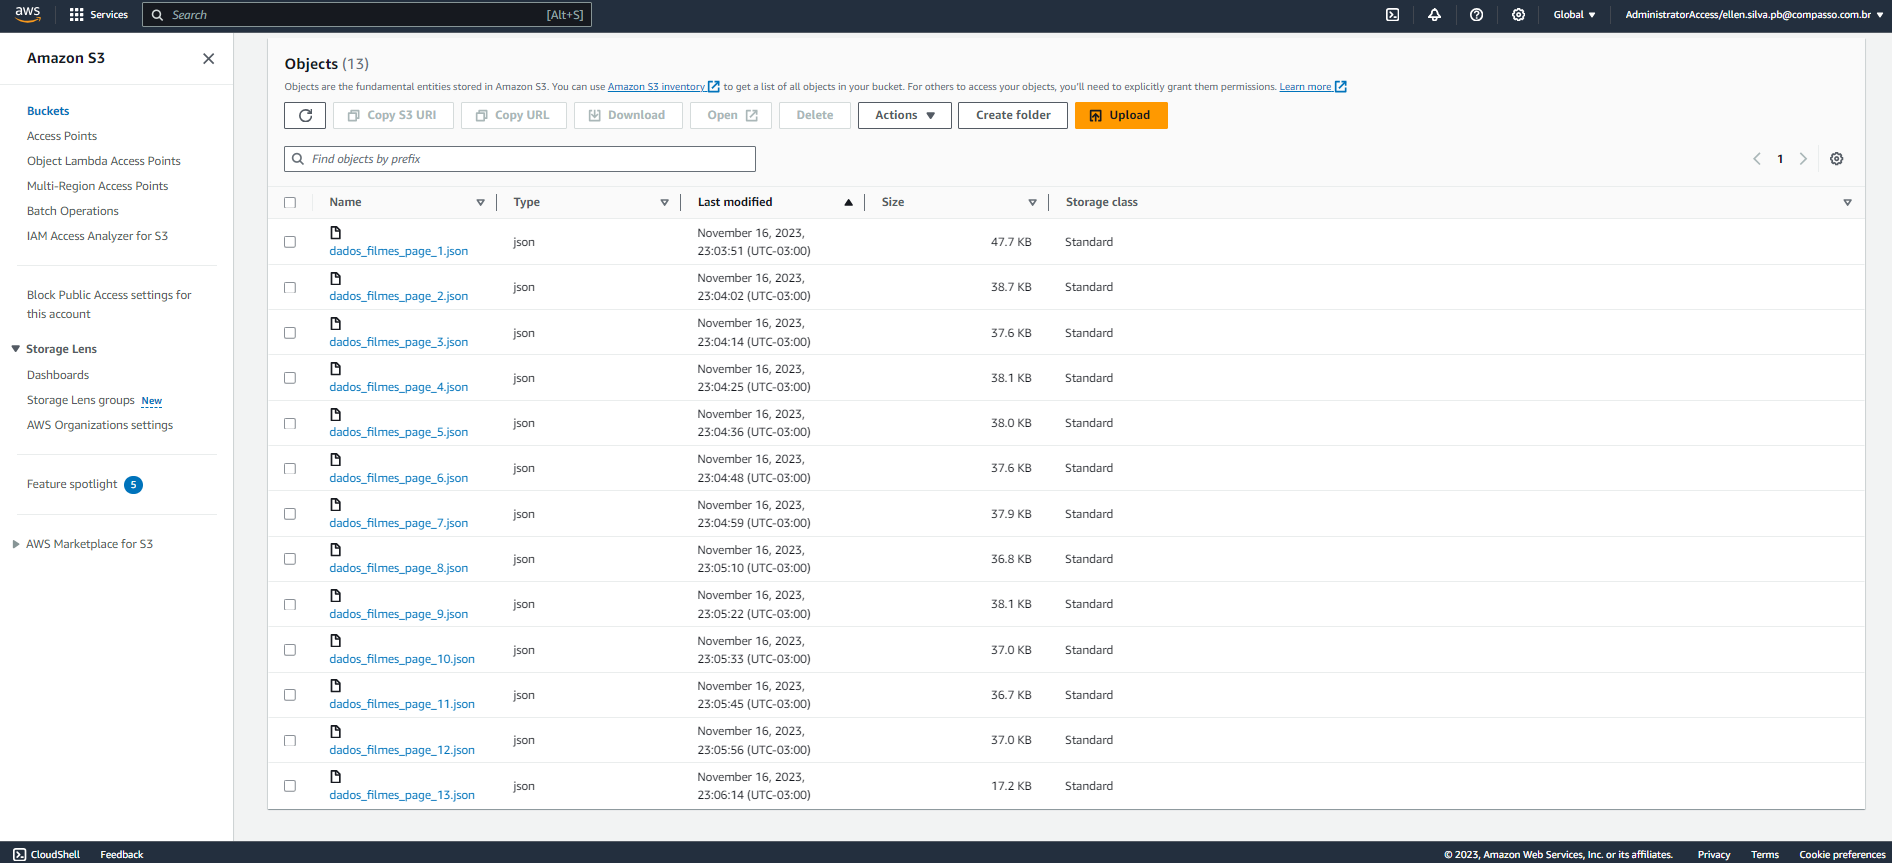 aws Services Search [Alt+S] Global AdministratorAccess/ellen.silva.pb@compasso.com.br
Amazon S3
Buckets
Access Points
Object Lambda Access Points
Multi-Region Access Points
Batch Operations
IAM Access Analyzer for S3
Block Public Access settings for
this account
Storage Lens
Dashboards
Storage Lens groups New
AWS Organizations settings
Feature spotlight 5
AWS Marketplace for S3
Objects (13)
Objects are the fundamental entities stored in Amazon S3. You can use Amazon S3 inventory to get a list of all objects in your bucket. For others to access your objects, you'll need to explicitly grant them permissions. Learn more
Copy S3 URI Copy URL Download Open Delete Actions Create folder Upload
Find objects by prefix 1
Name Type Last modified Size Storage class
dados_filmes_page_1.json json November 16, 2023, 23:03:51 (UTC-03:00) 47.7 KB Standard
dados_filmes_page_2.json json November 16, 2023, 23:04:02 (UTC-03:00) 38.7 KB Standard
dados_filmes_page_3.json json November 16, 2023, 23:04:14 (UTC-03:00) 37.6 KB Standard
dados_filmes_page_4.json json November 16, 2023, 23:04:25 (UTC-03:00) 38.1 KB Standard
dados_filmes_page_5.json json November 16, 2023, 23:04:36 (UTC-03:00) 38.0 KB Standard
dados_filmes_page_6.json json November 16, 2023, 23:04:48 (UTC-03:00) 37.6 KB Standard
dados_filmes_page_7.json json November 16, 2023, 23:04:59 (UTC-03:00) 37.9 KB Standard
dados_filmes_page_8.json json November 16, 2023, 23:05:10 (UTC-03:00) 36.8 KB Standard
dados_filmes_page_9.json json November 16, 2023, 23:05:22 (UTC-03:00) 38.1 KB Standard
dados_filmes_page_10.json json November 16, 2023, 23:05:33 (UTC-03:00) 37.0 KB Standard
dados_filmes_page_11.json json November 16, 2023, 23:05:45 (UTC-03:00) 36.7 KB Standard
dados_filmes_page_12.json json November 16, 2023, 23:05:56 (UTC-03:00) 37.0 KB Standard
dados_filmes_page_13.json json November 16, 2023, 23:06:14 (UTC-03:00) 17.2 KB Standard
CloudShell Feedback © 2023, Amazon Web Services, Inc. or its affiliates. Privacy Terms Cookie preferences